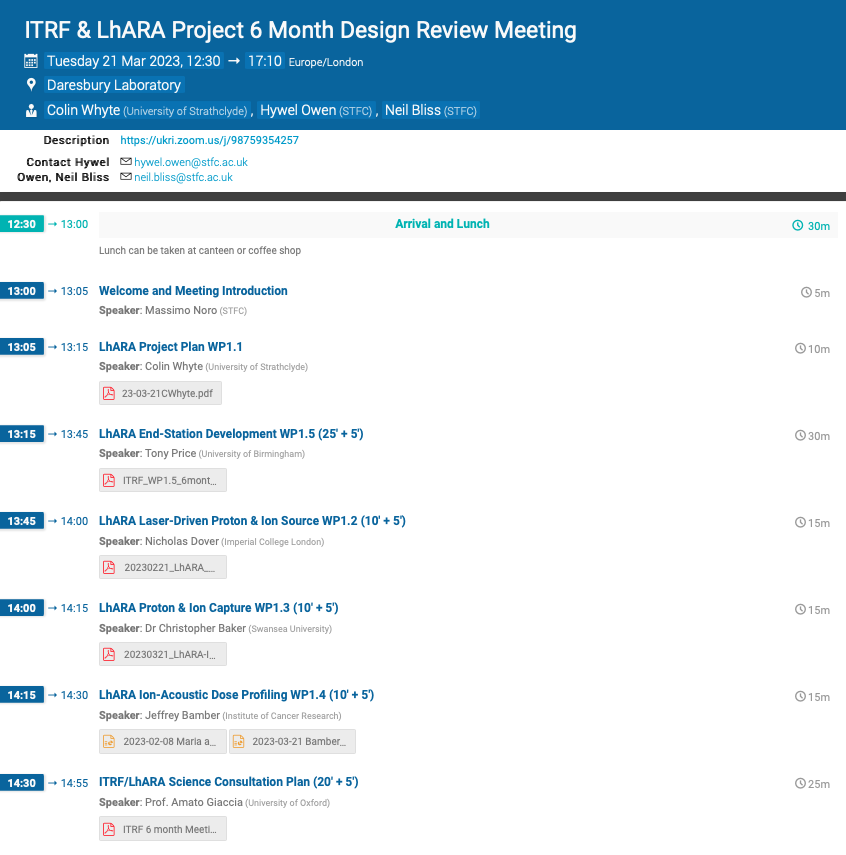 ITRF & LhARA Project 6 Month Design Review Meeting
Tuesday 21 Mar 2023, 12:30 → 17:10 Europe/London
Daresbury Laboratory
Colin Whyte (University of Strathclyde) , Hywel Owen (STFC) , Neil Bliss (STFC)
Description https://ukri.zoom.us/j/98759354257
Contact Hywel hywel.owen@stfc.ac.uk
Owen, Neil Bliss neil.bliss@stfc.ac.uk
12:30 → 13:00 Arrival and Lunch 30m
Lunch can be taken at canteen or coffee shop
13:00 → 13:05 Welcome and Meeting Introduction 5m
Speaker: Massimo Noro (STFC)
13:05 → 13:15 LhARA Project Plan WP1.1 10m
Speaker: Colin Whyte (University of Strathclyde)
23-03-21CWhyte.pdf
13:15 → 13:45 LhARA End-Station Development WP1.5 (25' + 5') 30m
Speaker: Tony Price (University of Birmingham)
ITRF_WP1.5_6mont...
13:45 → 14:00 LhARA Laser-Driven Proton & Ion Source WP1.2 (10' + 5') 15m
Speaker: Nicholas Dover (Imperial College London)
20230221_LhARA_...
14:00 → 14:15 LhARA Proton & Ion Capture WP1.3 (10' + 5') 15m
Speaker: Dr Christopher Baker (Swansea University)
20230321_LhARA-I...
14:15 → 14:30 LhARA Ion-Acoustic Dose Profiling WP1.4 (10' + 5') 15m
Speaker: Jeffrey Bamber (Institute of Cancer Research)
2023-02-08 Maria a... 2023-03-21 Bamber...
14:30 → 14:55 ITRF/LhARA Science Consultation Plan (20' + 5') 25m
Speaker: Prof. Amato Giaccia (University of Oxford)
ITRF 6 month Meeti...